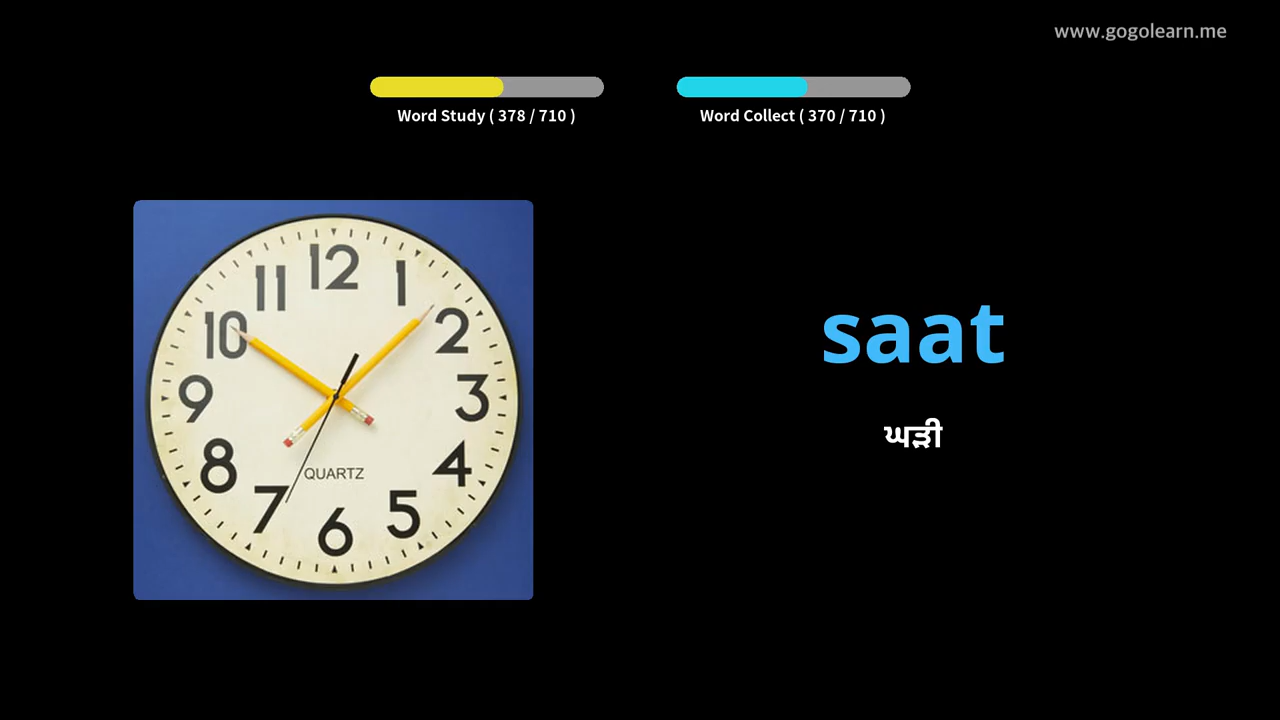 www.gogolearn.me
Word Study ( 378 / 710 )
Word Collect ( 370 / 710 )
12
11
1
10
2
9
3
8
4
QUARTZ
7
5
6
saat
ਘੜੀ